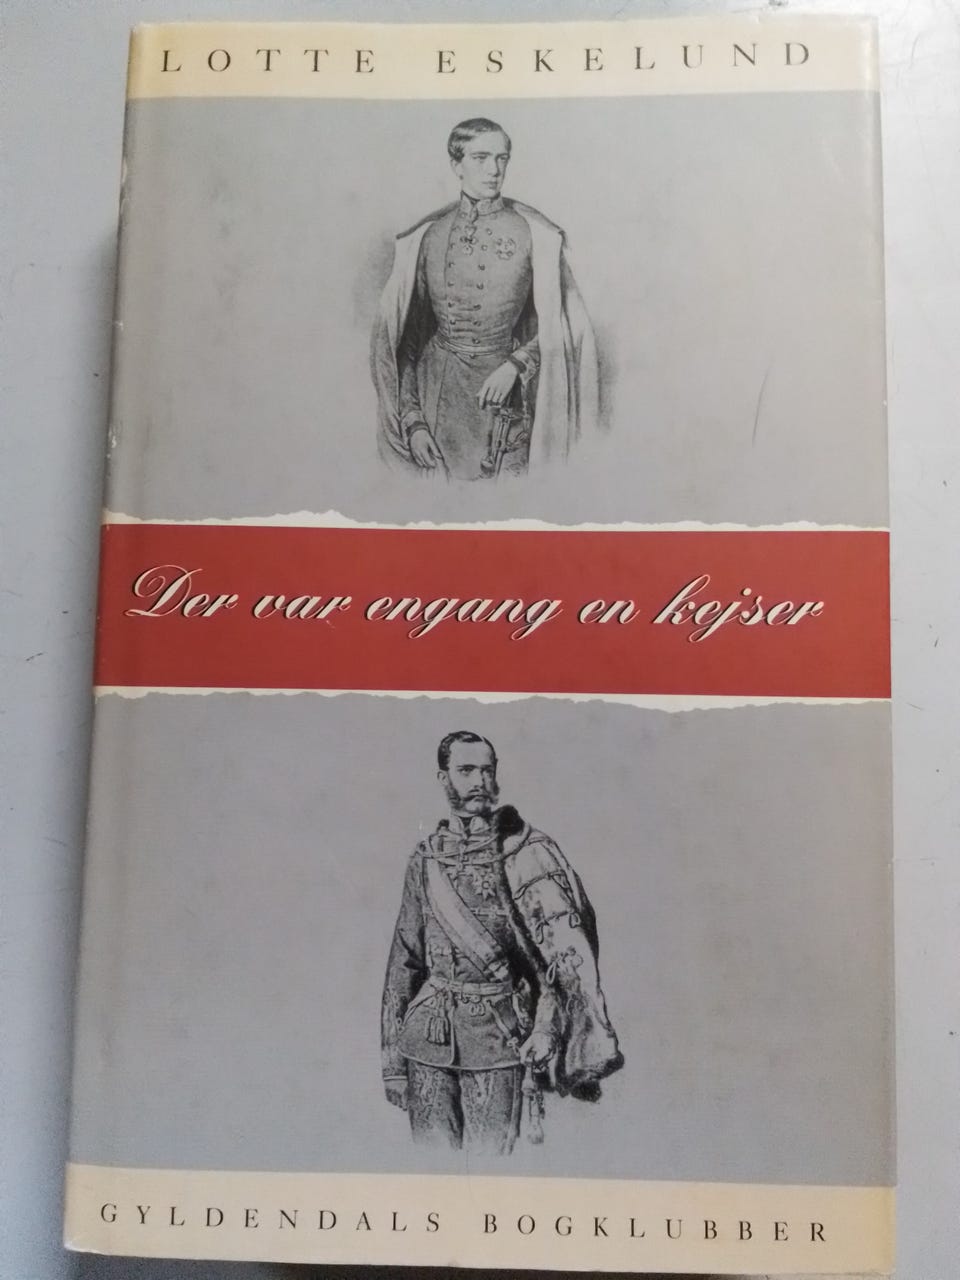 LOTTE ESKELUND
Der var engang en kejser
GYLDENDALS BOGKLUBBER